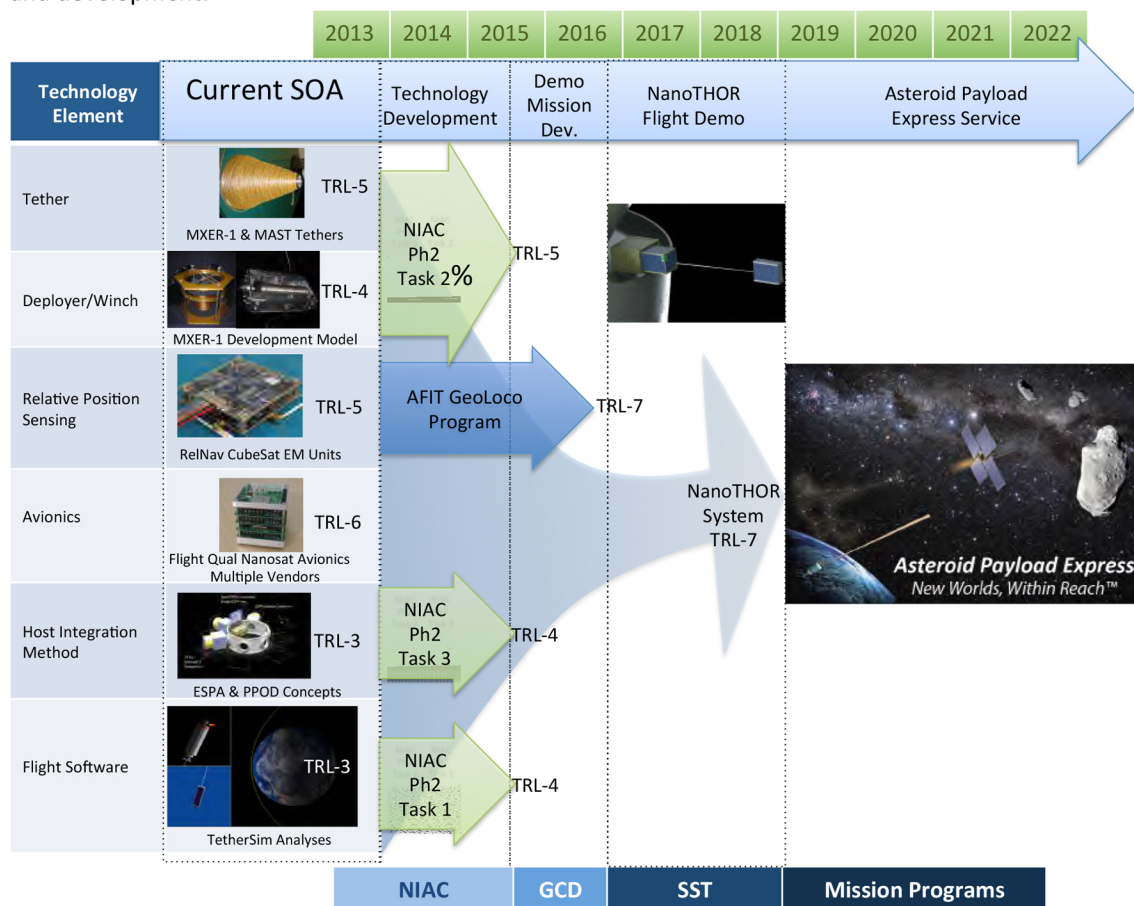 and development.
2013 2014 2015 2016 2017 2018 2019 2020 2021 2022
Technology
Element
Current SOA
Technology
Development
Demo
Mission
Dev.
NanoTHOR
Flight Demo
Asteroid Payload
Express Service
Tether
TRL-5
MXER-1 & MAST Tethers
NIAC
Ph2
Task 2%
TRL-5
Deployer/Winch
TRL-4
MXER-1 Development Model
Relative Position
Sensing
TRL-5
RelNav CubeSat EM Units
AFIT GeoLoco
Program
TRL-7
Avionics
TRL-6
Flight Qual Nanosat Avionics
Multiple Vendors
NanoTHOR
System
TRL-7
Asteroid Payload Express
New Worlds, Within Reach™
Host Integration
Method
TRL-3
ESPA & PPOD Concepts
NIAC
Ph2
Task 3
TRL-4
Flight Software
TRL-3
TetherSim Analyses
NIAC
Ph2
Task 1
TRL-4
NIAC GCD SST Mission Programs